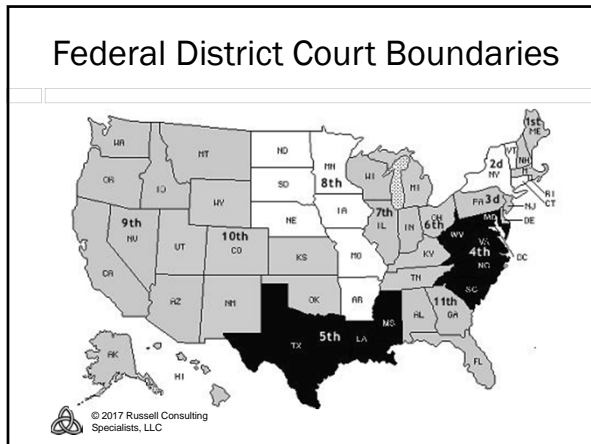 Federal District Court Boundaries
1st
ME
WA
MT
ND
MN
VT
NH
2d
NY
OR
ID
SD
8th
WI
MI
RI
CT
WY
IA
7th
PA
3d
NJ
9th
NV
NE
IL
IN
OH
6th
MD
DE
UT
10th
CO
WV
VA
4th
DC
CA
KS
MO
KY
NC
TN
AZ
NM
OK
AR
SC
MS
AL
11th
GA
TX
5th
LA
AK
HI
FL
© 2017 Russell Consulting
Specialists, LLC